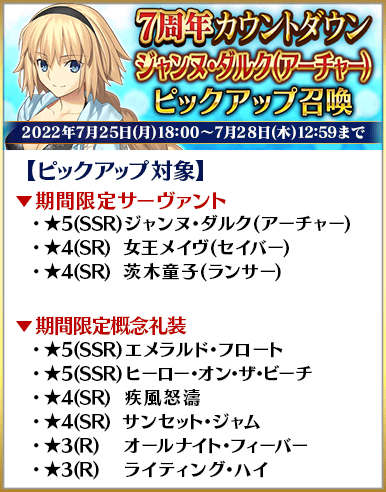 7周年カウントダウン
ジャンヌ・ダルク(アーチャー)
ピックアップ召喚
2022年7月25日(月)18:00～7月28日(木)12:59まで
【ピックアップ対象】
▼期間限定サーヴァント
・★5(SSR)ジャンヌ・ダルク(アーチャー)
・★4(SR) 女王メイヴ(セイバー)
・★4(SR) 茨木童子(ランサー)
▼期間限定概念礼装
・★5(SSR)エメラルド・フロート
・★5(SSR)ヒーロー・オン・ザ・ビーチ
・★4(SR) 疾風怒濤
・★4(SR) サンセット・ジャム
・★3(R) オールナイト・フィーバー
・★3(R) ライティング・ハイ